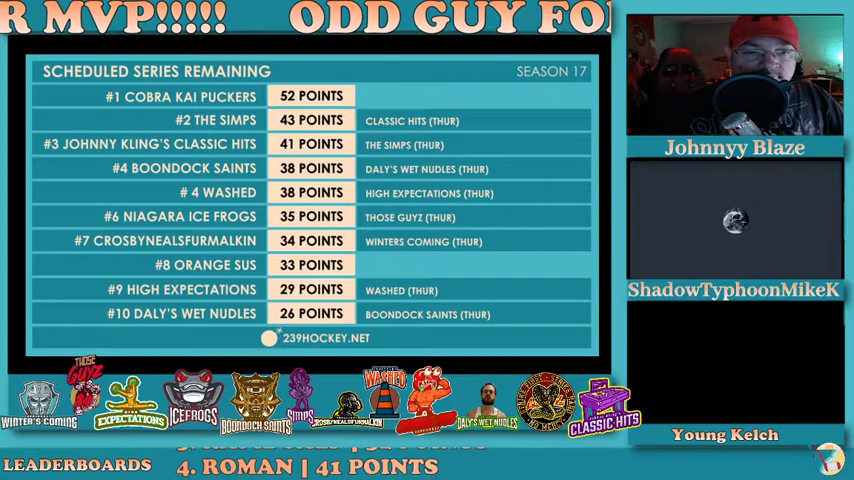 R MVP!!!!! ODD GUY FO
SCHEDULED SERIES REMAINING SEASON 17
#1 COBRA KAI PUCKERS 52 POINTS
#2 THE SIMPS 43 POINTS CLASSIC HITS (THUR)
#3 JOHNNY KLING'S CLASSIC HITS 41 POINTS THE SIMPS (THUR)
#4 BOONDOCK SAINTS 38 POINTS DALY'S WET NUDLES (THUR)
# 4 WASHED 38 POINTS HIGH EXPECTATIONS (THUR)
#6 NIAGARA ICE FROGS 35 POINTS THOSE GUYZ (THUR)
#7 CROSBYNEALSFURMALKIN 34 POINTS WINTERS COMING (THUR)
#8 ORANGE SUS 33 POINTS
#9 HIGH EXPECTATIONS 29 POINTS WASHED (THUR)
#10 DALY'S WET NUDLES 26 POINTS BOONDOCK SAINTS (THUR)
239HOCKEY.NET
Johnnyy Blaze
ShadowTyphoonMikeK
Young Kelch
THOSE GUYZ
WINTER'S COMING
EXPECTATIONS
ICEFROGS
BOONDOCK SAINTS
SIMPS
CROSBYNEALSFURMALKIN
WASHED
DALY'S WET NUDLES
CLASSIC HITS
LEADERBOARDS
4. ROMAN | 41 POINTS